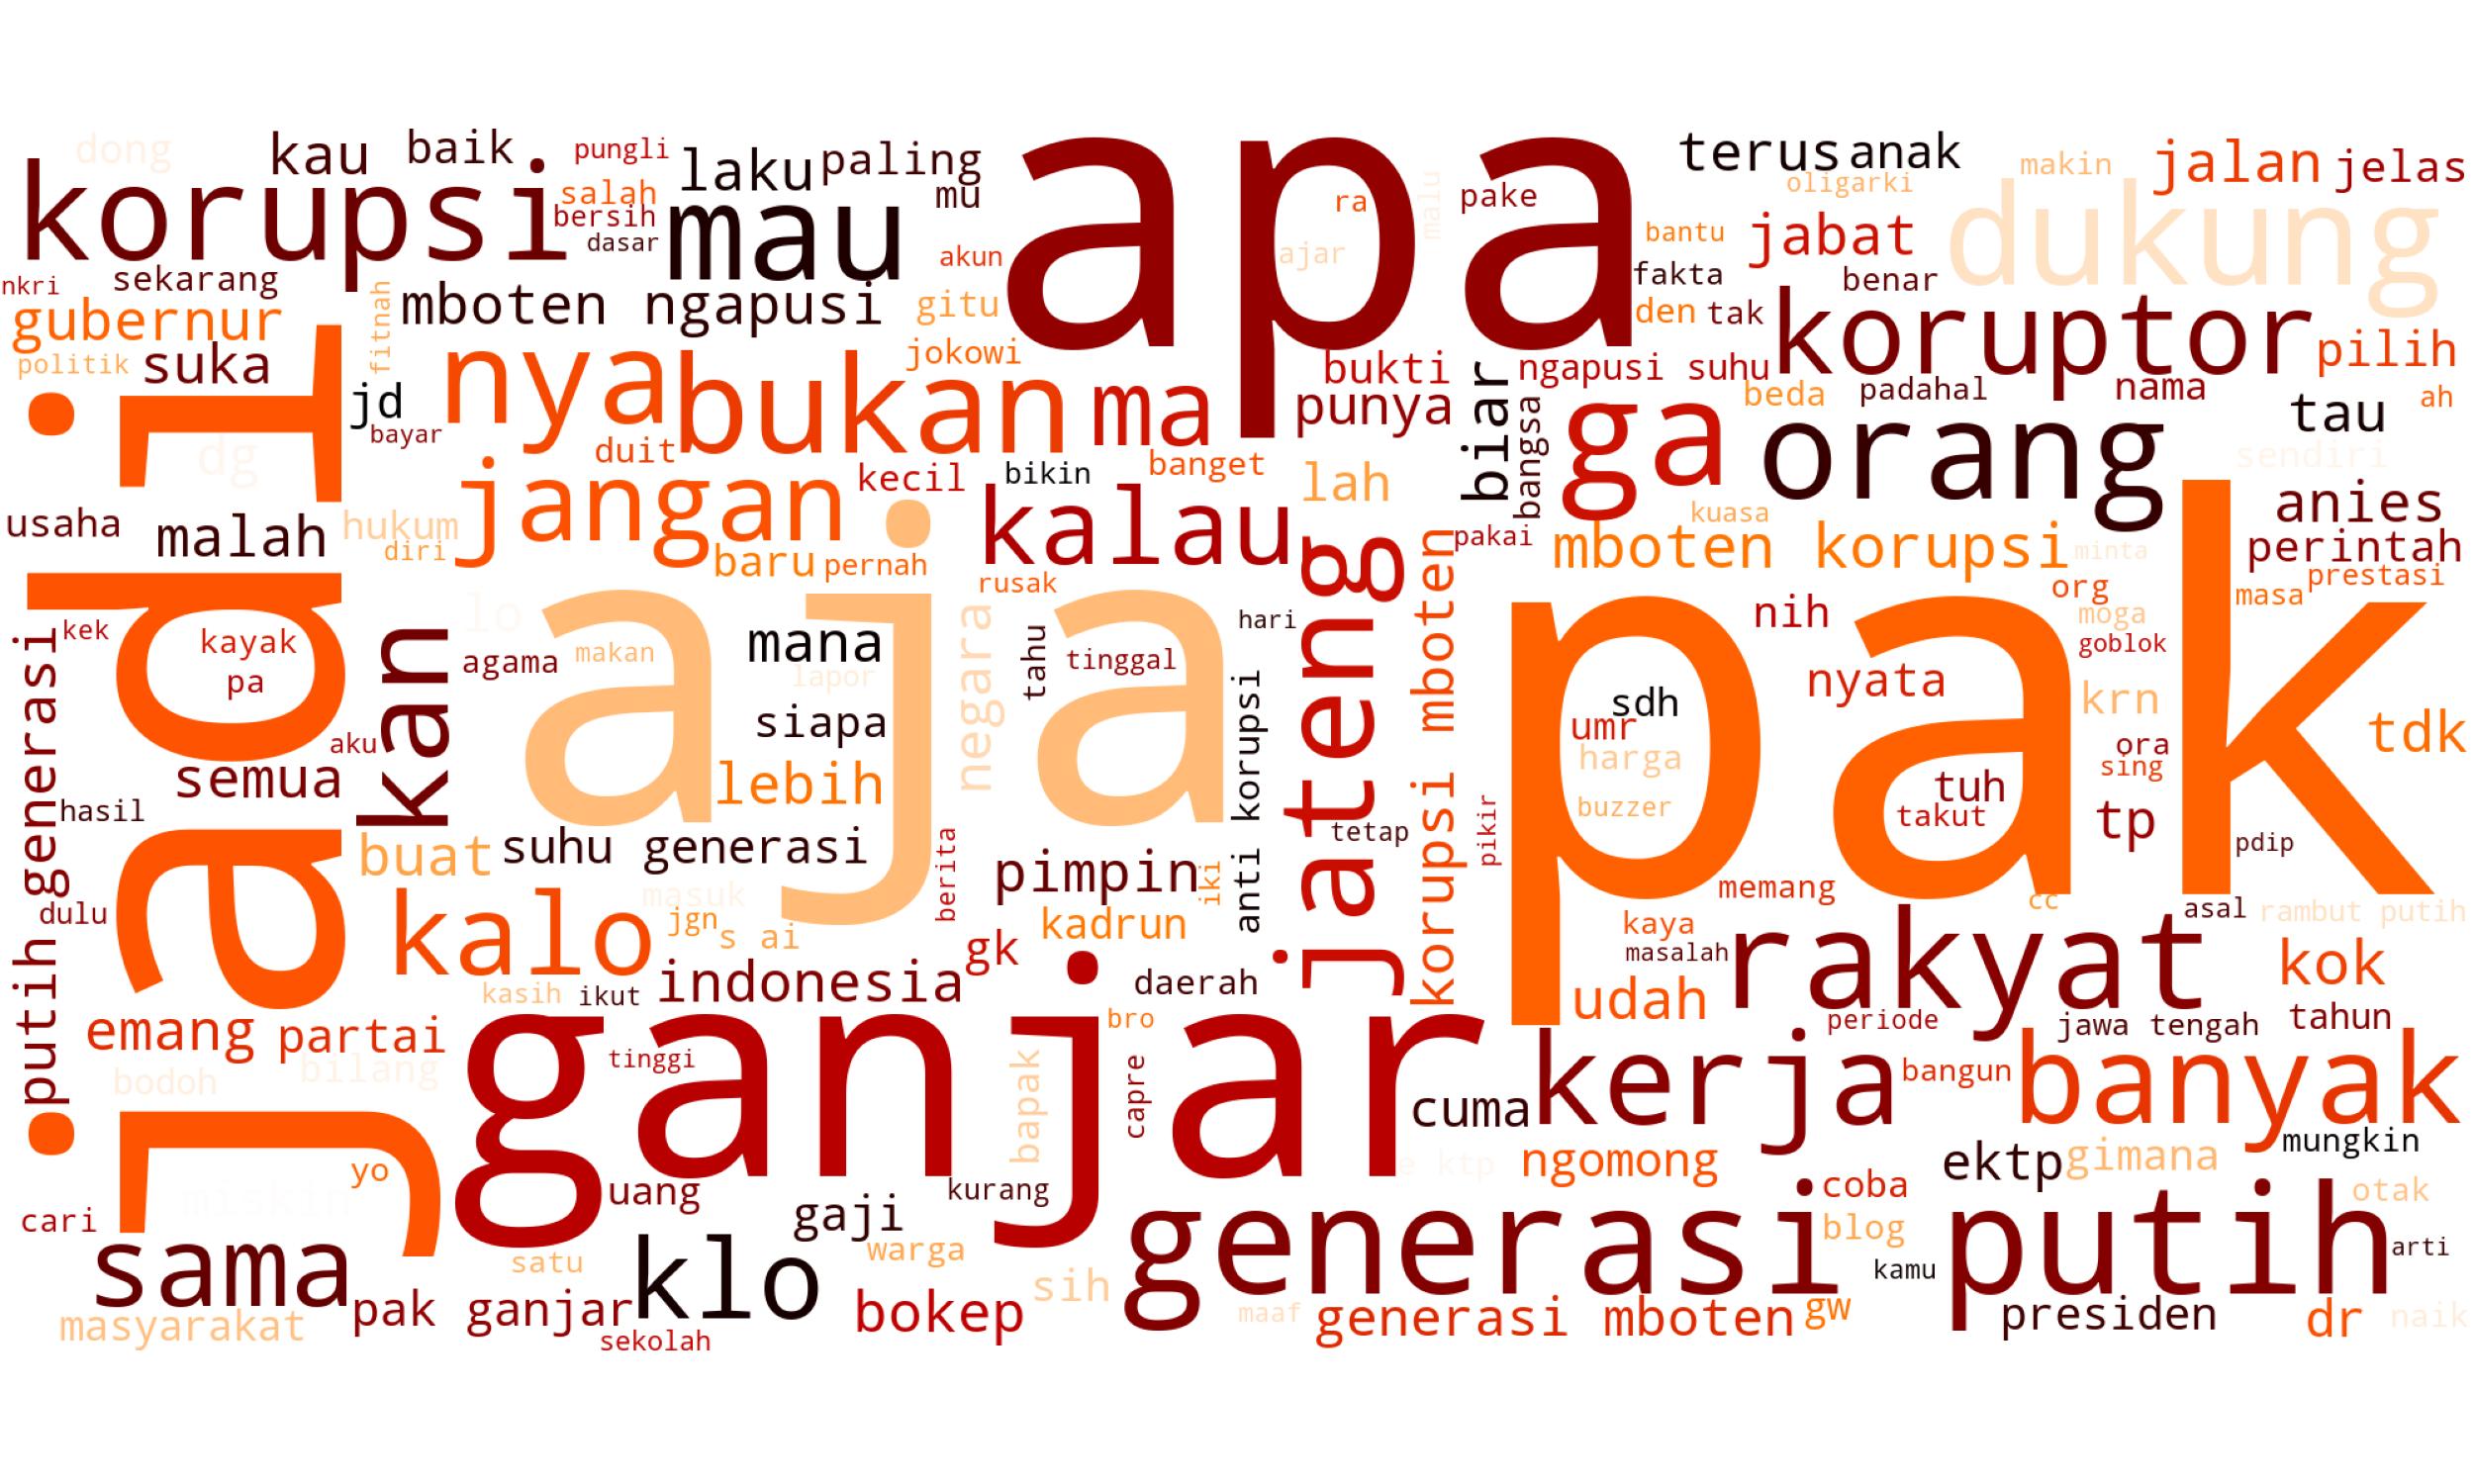 dong
kau
baik
pungli
laku
paling
apa
terus
anak
makin
jalan
jelas
korupsi
salah
bersih
dasar
mau
mu
ra
malu
pake
oligarki
dukung
ajar
akun
bantu
jabat
fakta
benar
nkri
sekarang
gubernur
fitnah
mboten ngapusi
gitu
den
tak
koruptor
politik
suka
jadi
jd
bayar
nya
bukan
jokowi
ma
bukti
punya
biar
bangsa
ngapusi suhu
beda
padahal
nama
pilih
ah
tau
dg
duit
jangan
kecil
bikin
banget
lah
ga
orang
sendiri
usaha
malah
hukum
diri
baru
pernah
kalau
rusak
pakai
kuasa
mboten korupsi
minta
anies
perintah
prestasi
masa
org
moga
goblok
putih generasi
kek
kayak
pa
kan
lo
aja
agama
makan
mana
lapor
negara
tahu
tinggal
hari
jateng
korupsi mboten
pak
nih
nyata
krn
tdk
sdh
umr
harga
buzzer
ora
sing
tuh
takut
tp
pdip
aku
semua
hasil
siapa
lebih
anti korupsi
tetap
pikir
buat
suhu generasi
masuk
berita
pimpin
iki
kadrun
memang
cc
asal
rambut putih
dulu
kalo
jgn
s ai
gk
kaya
masalah
rakyat
kok
kasih
ikut
indonesia
daerah
udah
periode
jawa tengah
tahun
emang
partai
bodoh
bilang
ganjar
tinggi
bapak
bro
capre
cuma
kerja
bangun
banyak
e ktp
ngomong
ektp
gimana
mungkin
yo
miskin
cari
uang
kurang
gaji
generasi
coba
blog
putih
otak
arti
kamu
sama
satu
klo
warga
sih
masyarakat
pak ganjar
sekolah
bokep
maaf
generasi mboten
gw
presiden
dr
naik